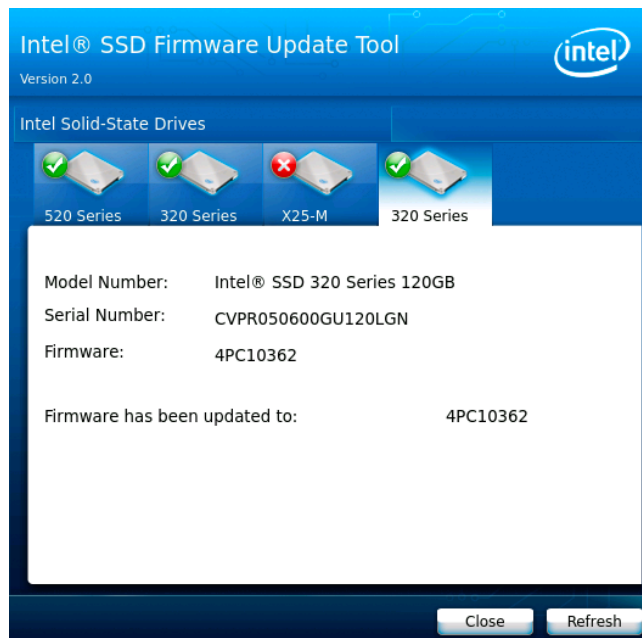 Intel® SSD Firmware Update Tool
intel
Version 2.0
Intel Solid-State Drives
520 Series 320 Series X25-M 320 Series
Model Number: Intel® SSD 320 Series 120GB
Serial Number: CVPR050600GU120LGN
Firmware: 4PC10362
Firmware has been updated to: 4PC10362
Close Refresh